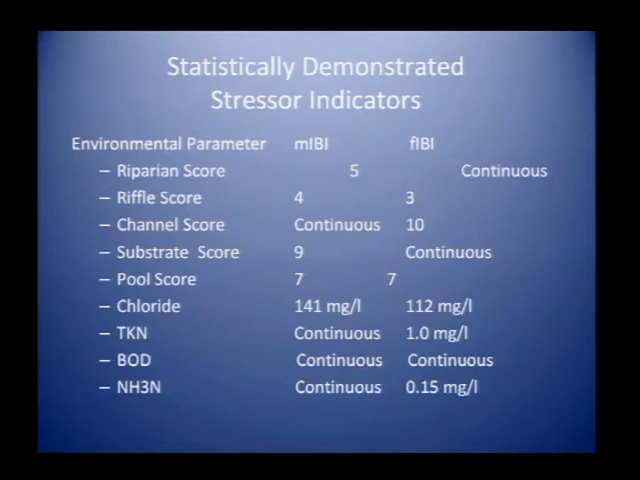 Statistically Demonstrated
Stressor Indicators
Environmental Parameter mIBI fIBI
– Riparian Score 5 Continuous
– Riffle Score 4 3
– Channel Score Continuous 10
– Substrate Score 9 Continuous
– Pool Score 7 7
– Chloride 141 mg/l 112 mg/l
– TKN Continuous 1.0 mg/l
– BOD Continuous Continuous
– NH3N Continuous 0.15 mg/l